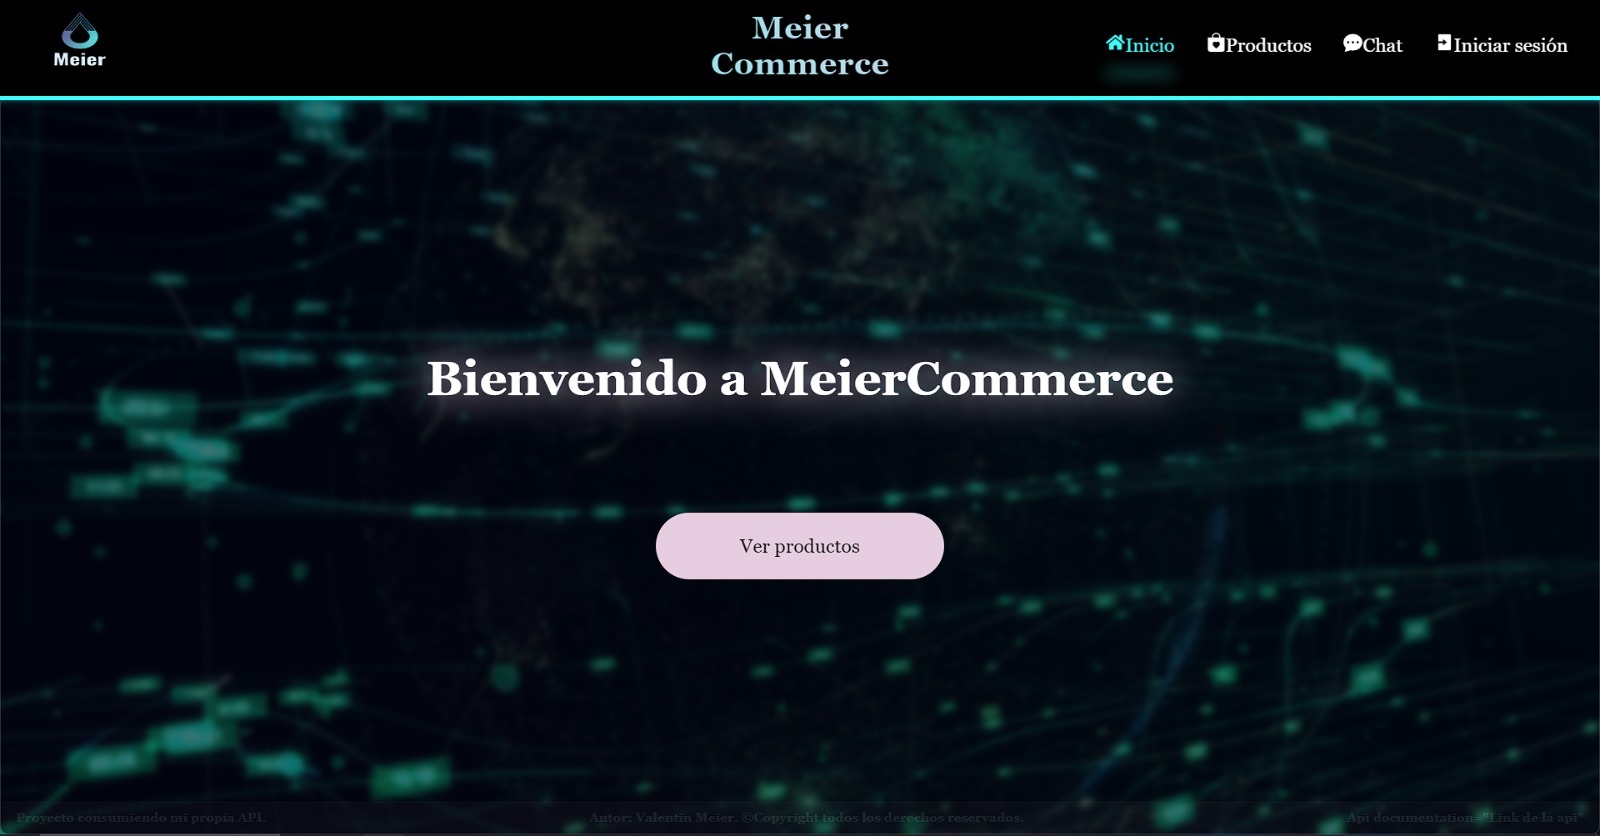 Meier
Meier
Commerce
Inicio
Productos
Chat
Iniciar sesión
Bienvenido a MeierCommerce
Ver productos
Proyecto consumiendo mi propia API.
Autor: Valentin Meier. ©Copyright todos los derechos reservados.
Api documentation="Link de la api"